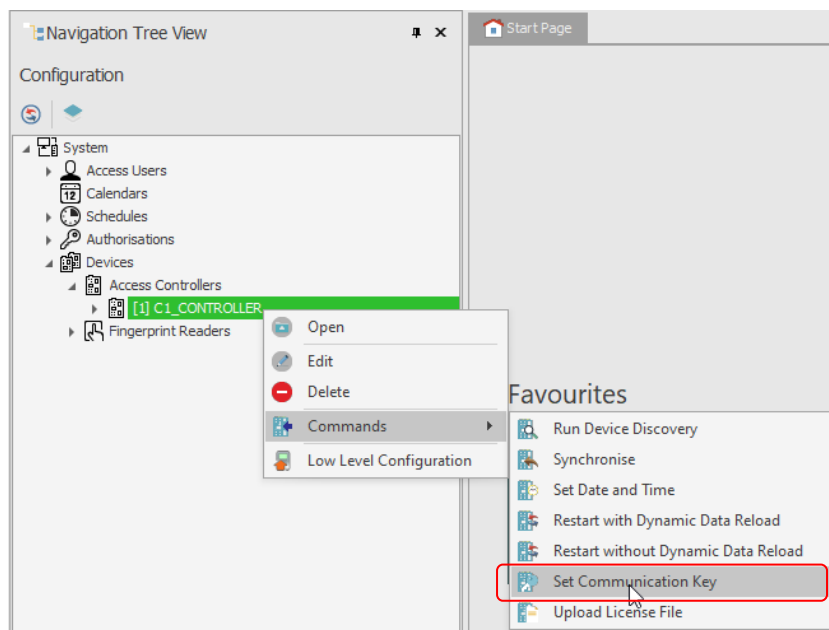 Navigation Tree View
Start Page
Configuration
System
Access Users
12 Calendars
Schedules
Authorisations
Devices
Access Controllers
[1] C1_CONTROLLER
Fingerprint Readers
Open
Edit
Delete
Commands
Low Level Configuration
Favourites
Run Device Discovery
Synchronise
Set Date and Time
Restart with Dynamic Data Reload
Restart without Dynamic Data Reload
Set Communication Key
Upload License File